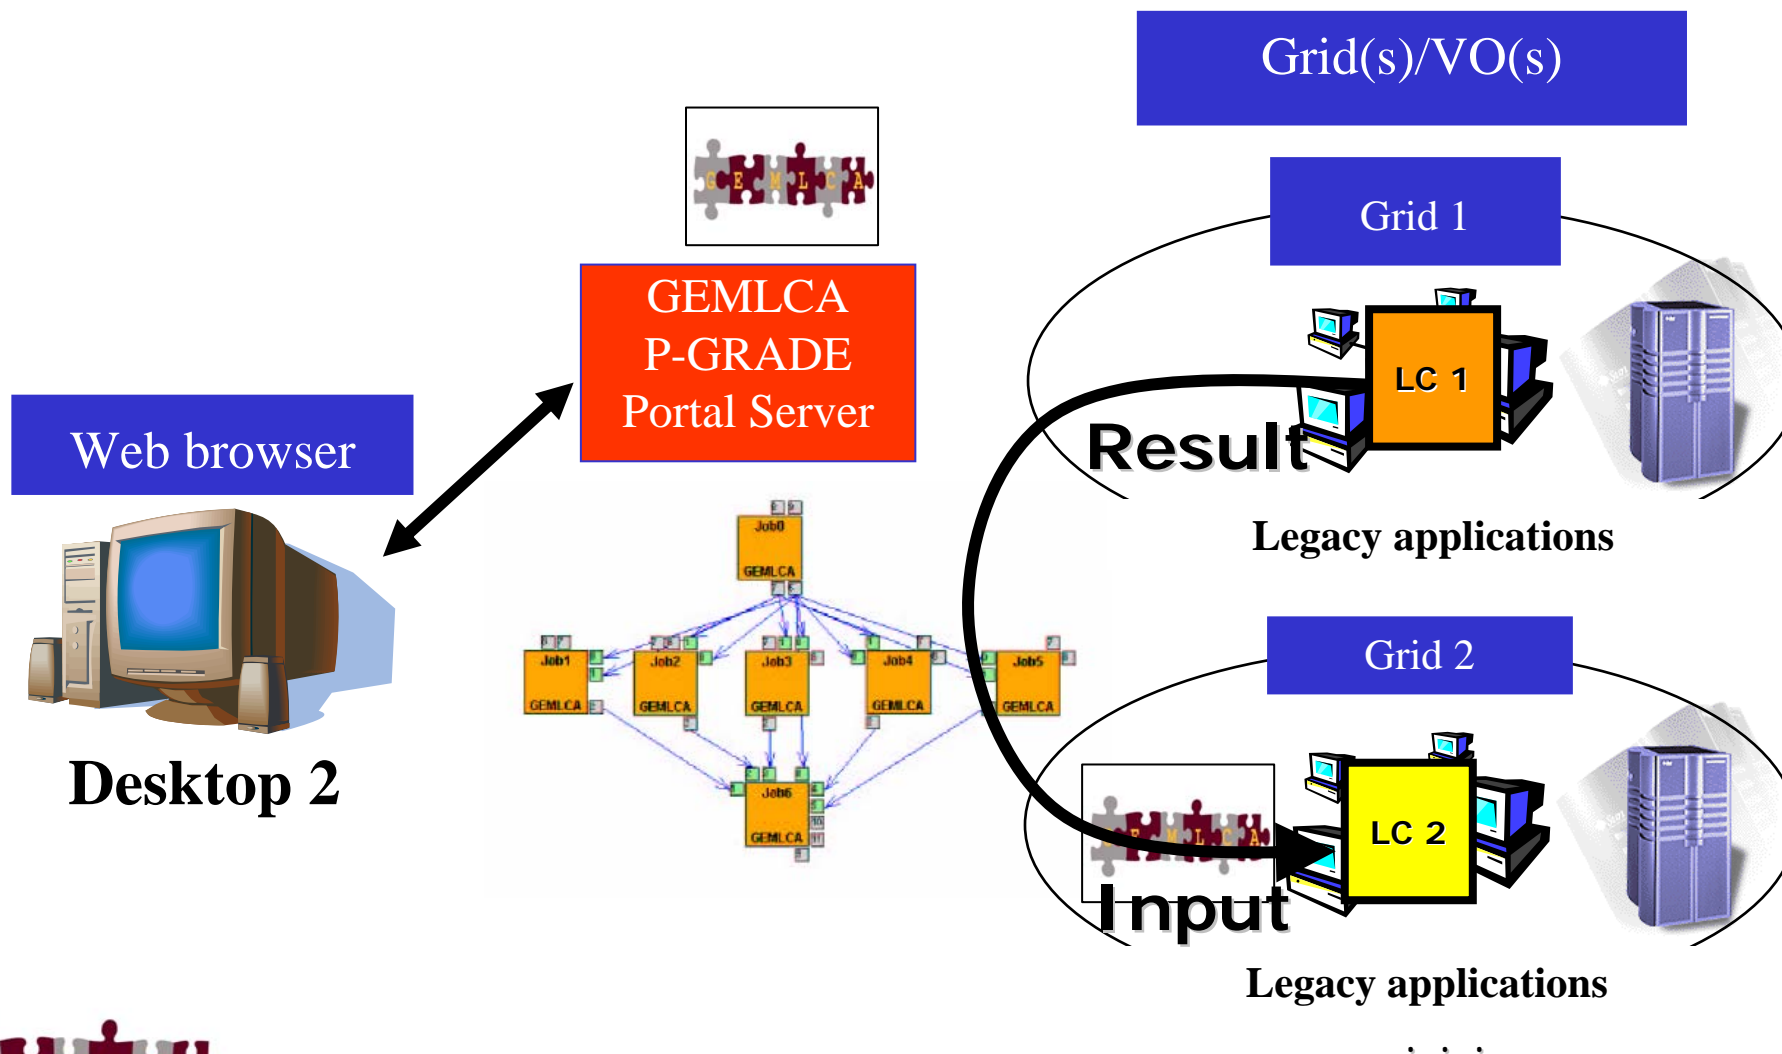 Grid(s)/VO(s)
GEMLCA
Grid 1
GEMLCA
P-GRADE
Portal Server
LC 1
Web browser
Result
Legacy applications
Job0
GEMLCA
Grid 2
Job1
GEMLCA
Job2
GEMLCA
Job3
GEMLCA
Job4
GEMLCA
Job5
GEMLCA
Desktop 2
Job6
GEMLCA
LC 2
E M L C A
Input
Legacy applications
. . .